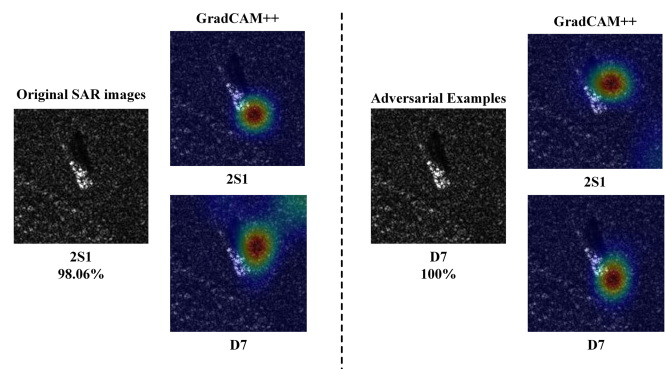 GradCAM++
Original SAR images
2S1
2S1
98.06%
D7
GradCAM++
Adversarial Examples
2S1
D7
100%
D7